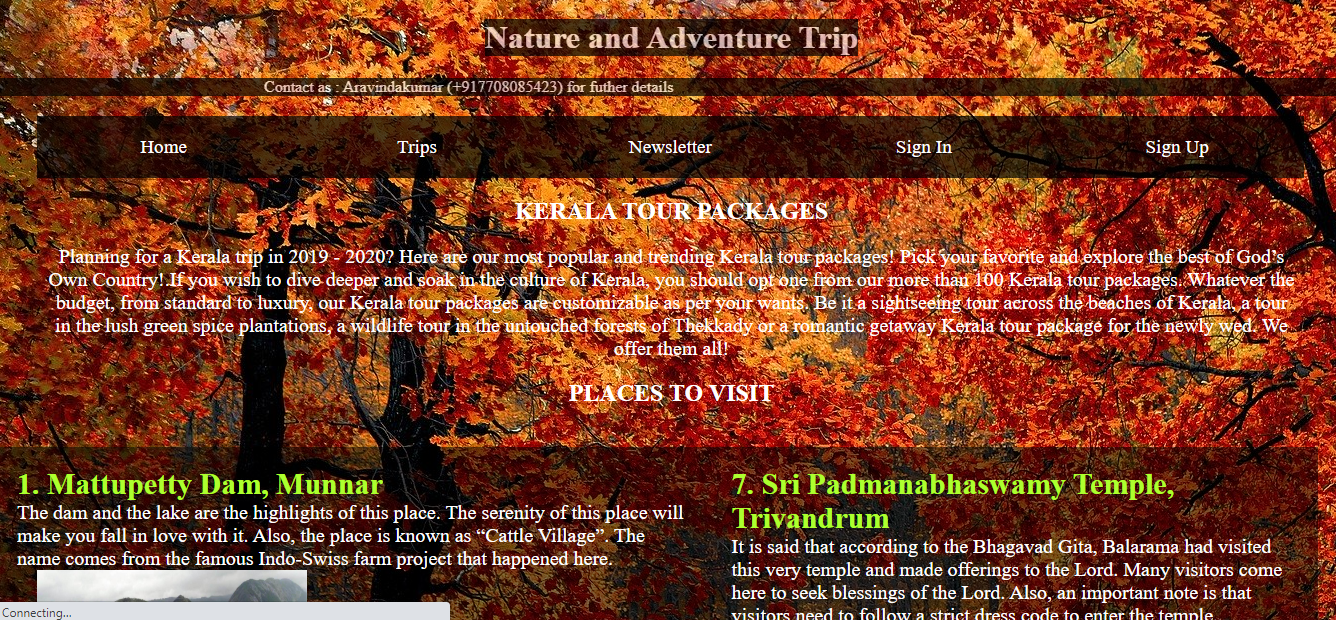 Nature and Adventure Trip
Contact as : Aravindakumar (+917708085423) for futher details
Home Trips Newsletter Sign In Sign Up
KERALA TOUR PACKAGES
Planning for a Kerala trip in 2019 - 2020? Here are our most popular and trending Kerala tour packages! Pick your favorite and explore the best of God's
Own Country! If you wish to dive deeper and soak in the culture of Kerala, you should opt one from our more than 100 Kerala tour packages. Whatever the
budget, from standard to luxury, our Kerala tour packages are customizable as per your wants. Be it a sightseeing tour across the beaches of Kerala, a tour
in the lush green spice plantations, a wildlife tour in the untouched forests of Thekkady or a romantic getaway Kerala tour package for the newly wed. We
offer them all!
PLACES TO VISIT
1. Mattupetty Dam, Munnar
The dam and the lake are the highlights of this place. The serenity of this place will
make you fall in love with it. Also, the place is known as “Cattle Village”. The
name comes from the famous Indo-Swiss farm project that happened here.
7. Sri Padmanabhaswamy Temple,
Trivandrum
It is said that according to the Bhagavad Gita, Balarama had visited
this very temple and made offerings to the Lord. Many visitors come
here to seek blessings of the Lord. Also, an important note is that
visitors need to follow a strict dress code to enter the temple.
Connecting...